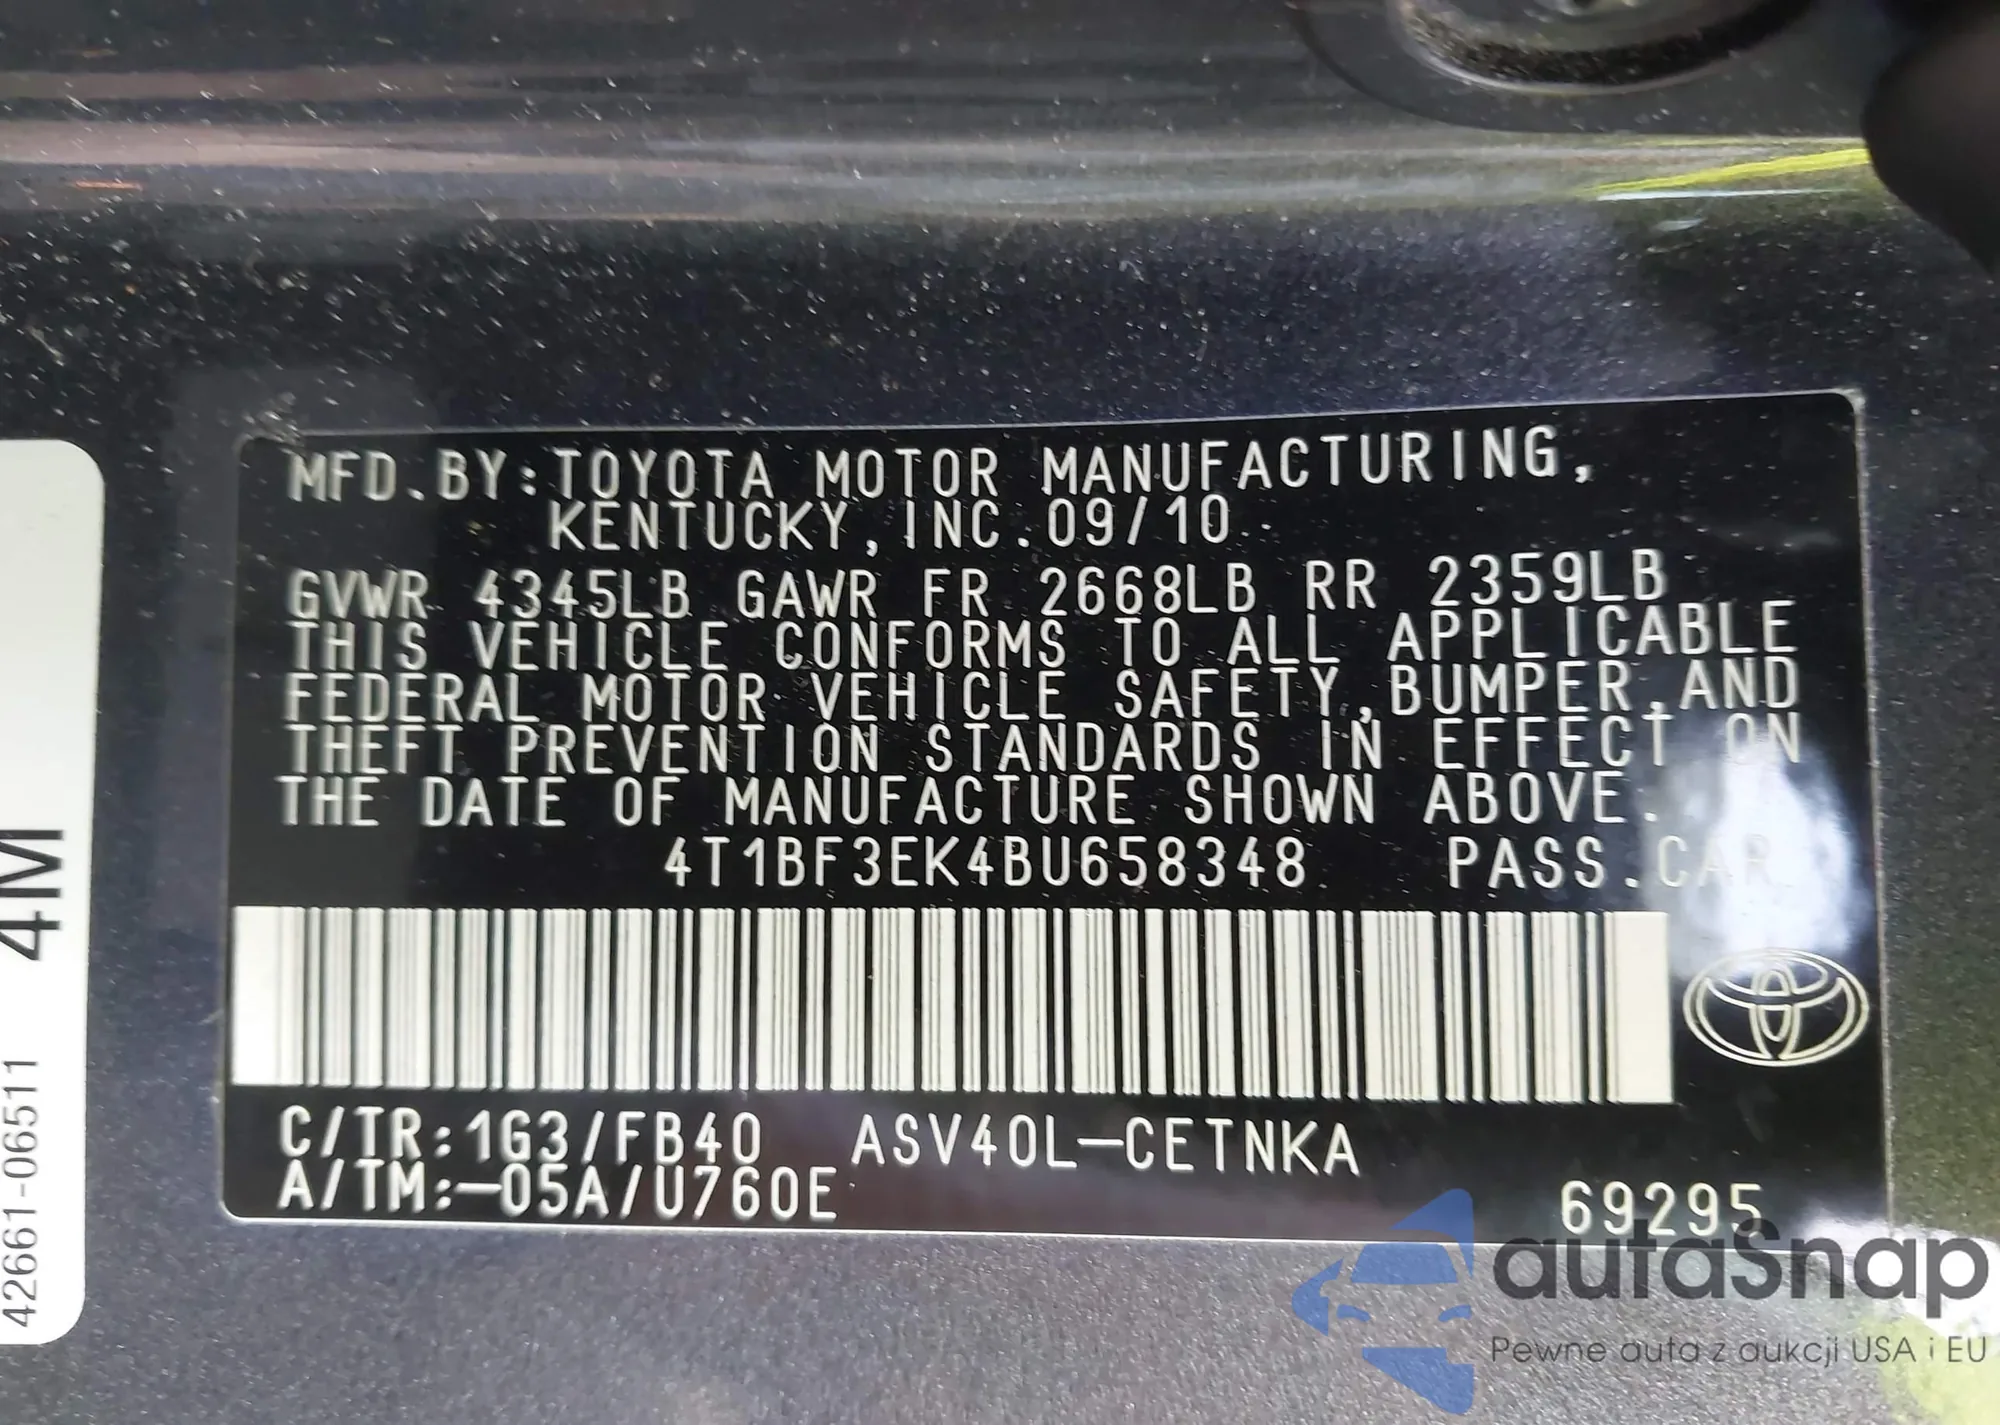 MFD.BY:TOYOTA MOTOR MANUFACTURING,
KENTUCKY, INC.09/10
GVWR 4345LB GAWR FR 2668LB RR 2359LB
THIS VEHICLE CONFORMS TO ALL APPLICABLE
FEDERAL MOTOR VEHICLE SAFETY,BUMPER,AND
THEFT PREVENTION STANDARDS IN EFFECT ON
THE DATE OF MANUFACTURE SHOWN ABOVE.
4T1BF3EK4BU658348 PASS.CAR
C/TR:1G3/FB40 ASV40L-CETNKA
A/TM:-05A/U760E
69295
4M
42661-06511
autaSnap
Pewne auta z aukcji USA i EU